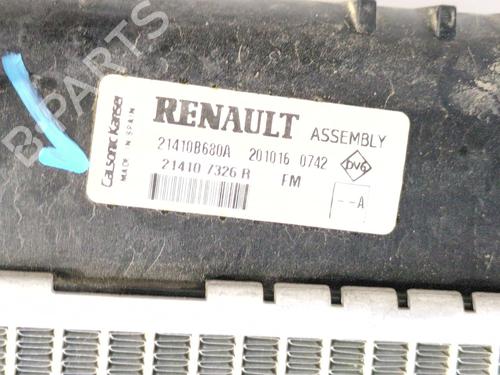 B-PARTS
Calsonic Kansei
MADE IN SPAIN
RENAULT ASSEMBLY
21410B680A 201016 0742 DVG
21410 7326 R FM
--A